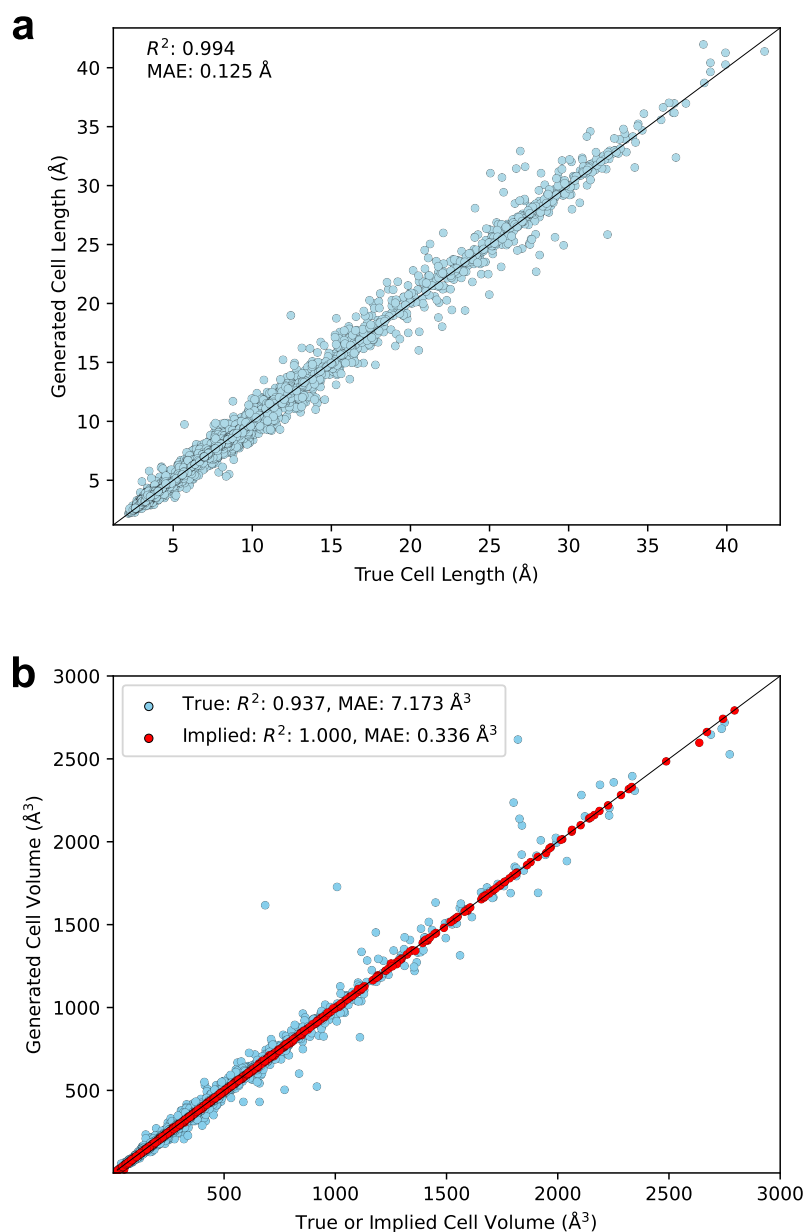 a
R²: 0.994
MAE: 0.125 Å
40
35
30
25
20
15
10
5
Generated Cell Length (Å)
5 10 15 20 25 30 35 40
True Cell Length (Å)
b
True: R²: 0.937, MAE: 7.173 Å³
Implied: R²: 1.000, MAE: 0.336 Å³
3000
2500
2000
1500
1000
500
Generated Cell Volume (Å³)
500 1000 1500 2000 2500 3000
True or Implied Cell Volume (Å³)